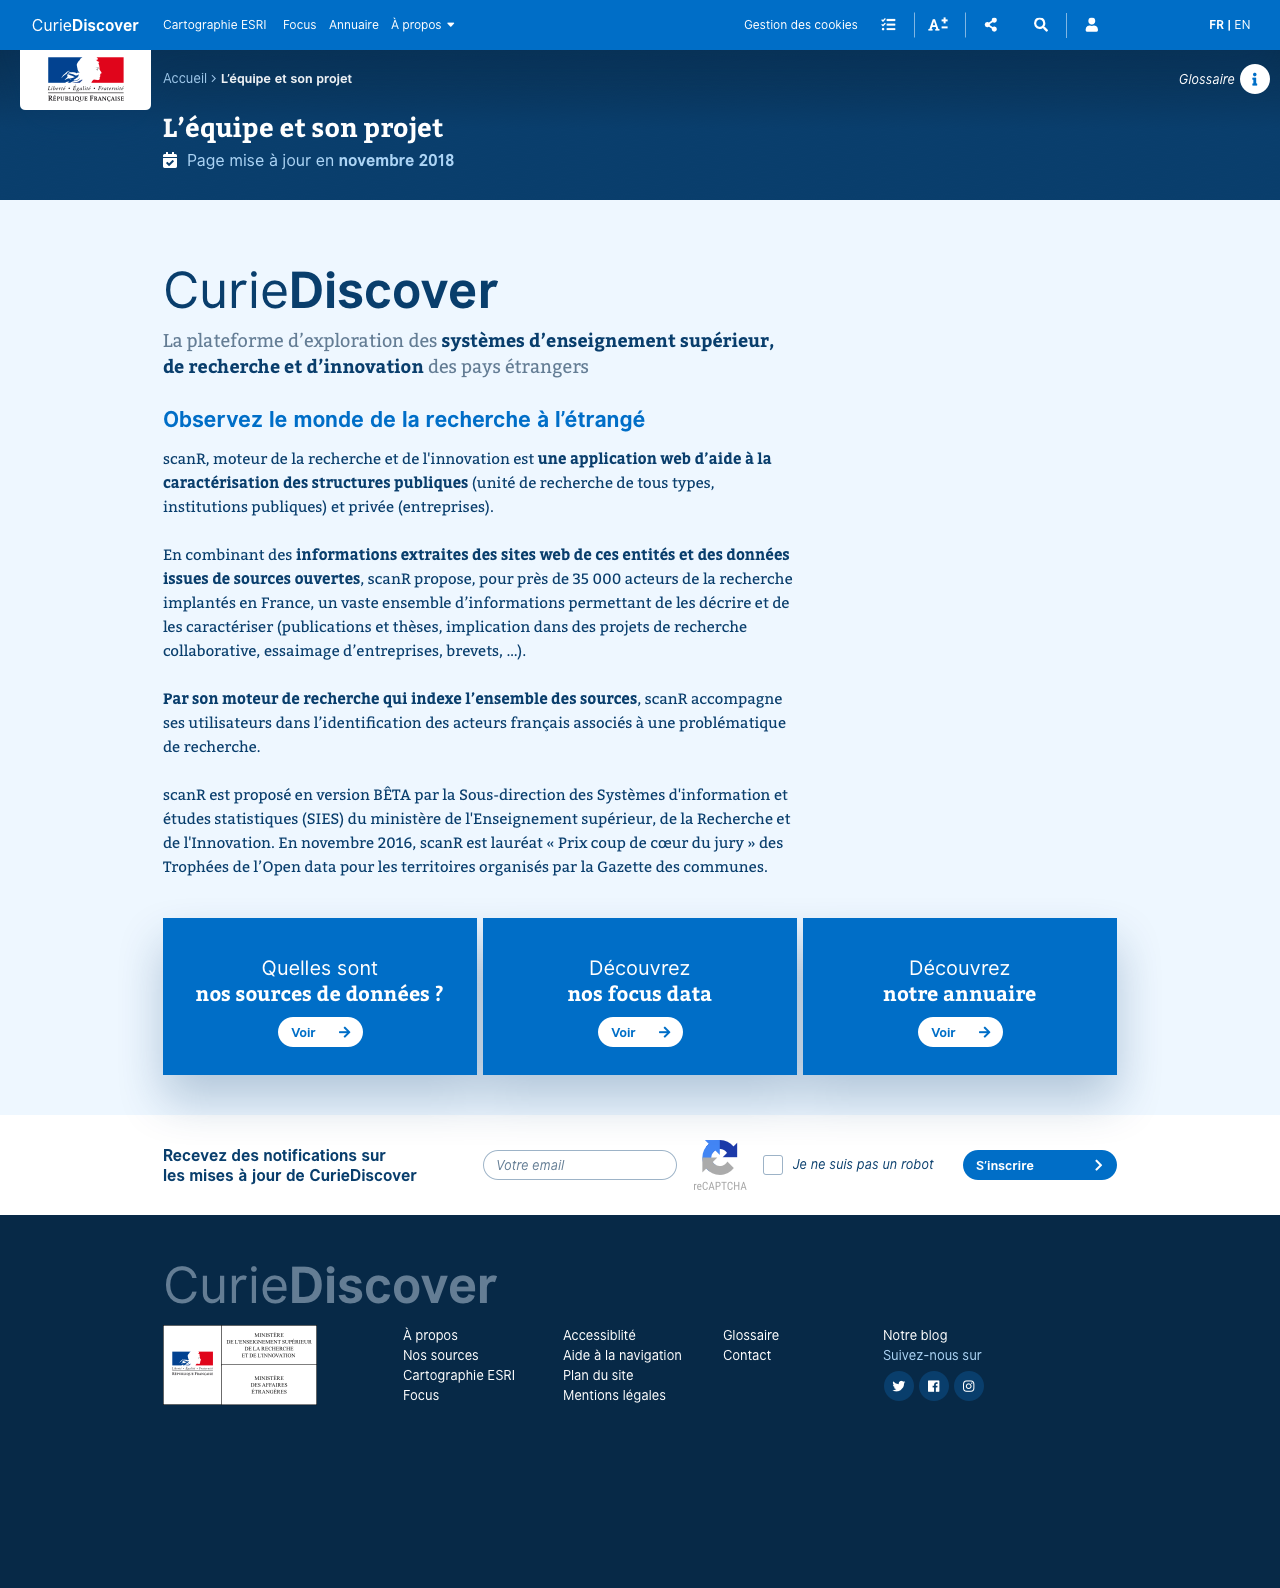 CurieDiscover Cartographie ESRI Focus Annuaire À propos Gestion des cookies A FR | EN
Liberté • Égalité • Fraternité
RÉPUBLIQUE FRANÇAISE
Accueil > L’équipe et son projet
Glossaire
L’équipe et son projet
Page mise à jour en novembre 2018
CurieDiscover
La plateforme d’exploration des systèmes d’enseignement supérieur,
de recherche et d’innovation des pays étrangers
Observez le monde de la recherche à l’étrangé
scanR, moteur de la recherche et de l'innovation est une application web d’aide à la
caractérisation des structures publiques (unité de recherche de tous types,
institutions publiques) et privée (entreprises).
En combinant des informations extraites des sites web de ces entités et des données
issues de sources ouvertes, scanR propose, pour près de 35 000 acteurs de la recherche
implantés en France, un vaste ensemble d’informations permettant de les décrire et de
les caractériser (publications et thèses, implication dans des projets de recherche
collaborative, essaimage d’entreprises, brevets, ...).
Par son moteur de recherche qui indexe l’ensemble des sources, scanR accompagne
ses utilisateurs dans l’identification des acteurs français associés à une problématique
de recherche.
scanR est proposé en version BÊTA par la Sous-direction des Systèmes d'information et
études statistiques (SIES) du ministère de l'Enseignement supérieur, de la Recherche et
de l'Innovation. En novembre 2016, scanR est lauréat « Prix coup de cœur du jury » des
Trophées de l’Open data pour les territoires organisés par la Gazette des communes.
Quelles sont
nos sources de données ?
Voir
Découvrez
nos focus data
Voir
Découvrez
notre annuaire
Voir
Recevez des notifications sur
les mises à jour de CurieDiscover
Votre email
reCAPTCHA
Je ne suis pas un robot
S’inscrire
CurieDiscover
MINISTÈRE
DE L’ENSEIGNEMENT SUPÉRIEUR
DE LA RECHERCHE
ET DE L’INNOVATION
Liberté • Égalité • Fraternité
RÉPUBLIQUE FRANÇAISE
MINISTÈRE
DES AFFAIRES
ÉTRANGÈRES
À propos
Nos sources
Cartographie ESRI
Focus
Accessiblité
Aide à la navigation
Plan du site
Mentions légales
Glossaire
Contact
Notre blog
Suivez-nous sur